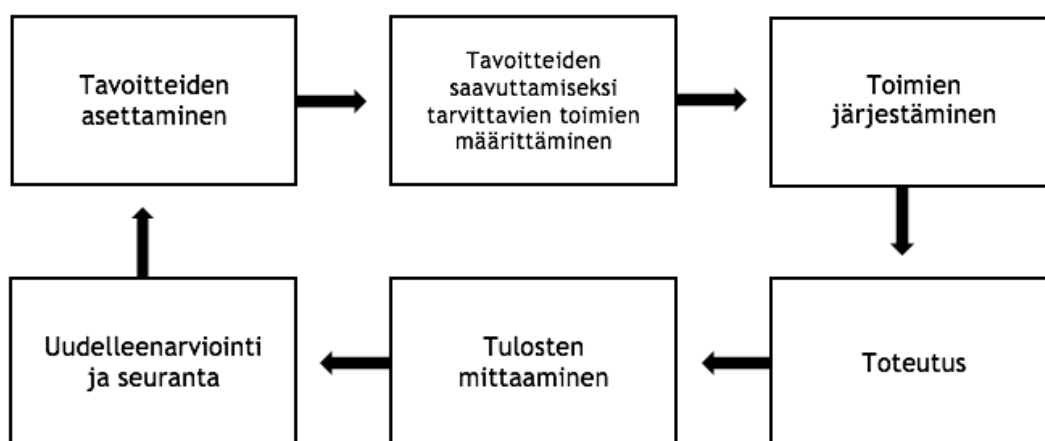 Tavoitteiden
asettaminen
Tavoitteiden
saavuttamiseksi
tarvittavien toimien
määrittäminen
Toimien
järjestäminen
Uudelleenarviointi
ja seuranta
Tulosten
mittaaminen
Toteutus